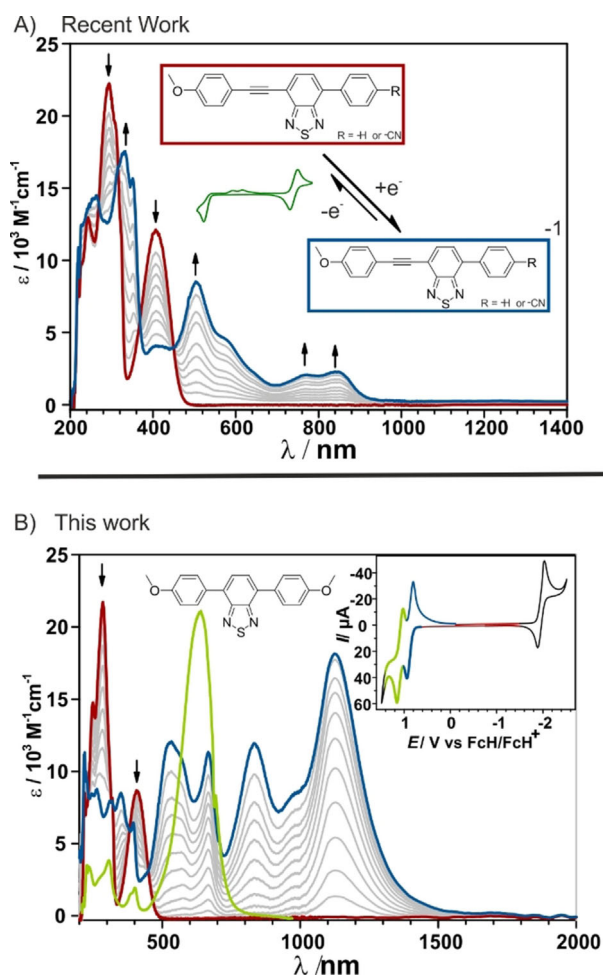 A) Recent Work
25
20
15
10
5
0
ε / 10³ M⁻¹cm⁻¹
O
N
S
N
R
R = -H or -CN
+e⁻
-e⁻
-1
O
N
S
N
R
R = -H or -CN
200 400 600 800 1000 1200 1400
λ / nm
B) This work
25
20
15
10
5
0
ε / 10³ M⁻¹cm⁻¹
O
N
S
N
O
-40
-20
0
20
40
60
I/ µA
1 0 -1 -2
E/ V vs FcH/FcH⁺
500 1000 1500 2000
λ /nm